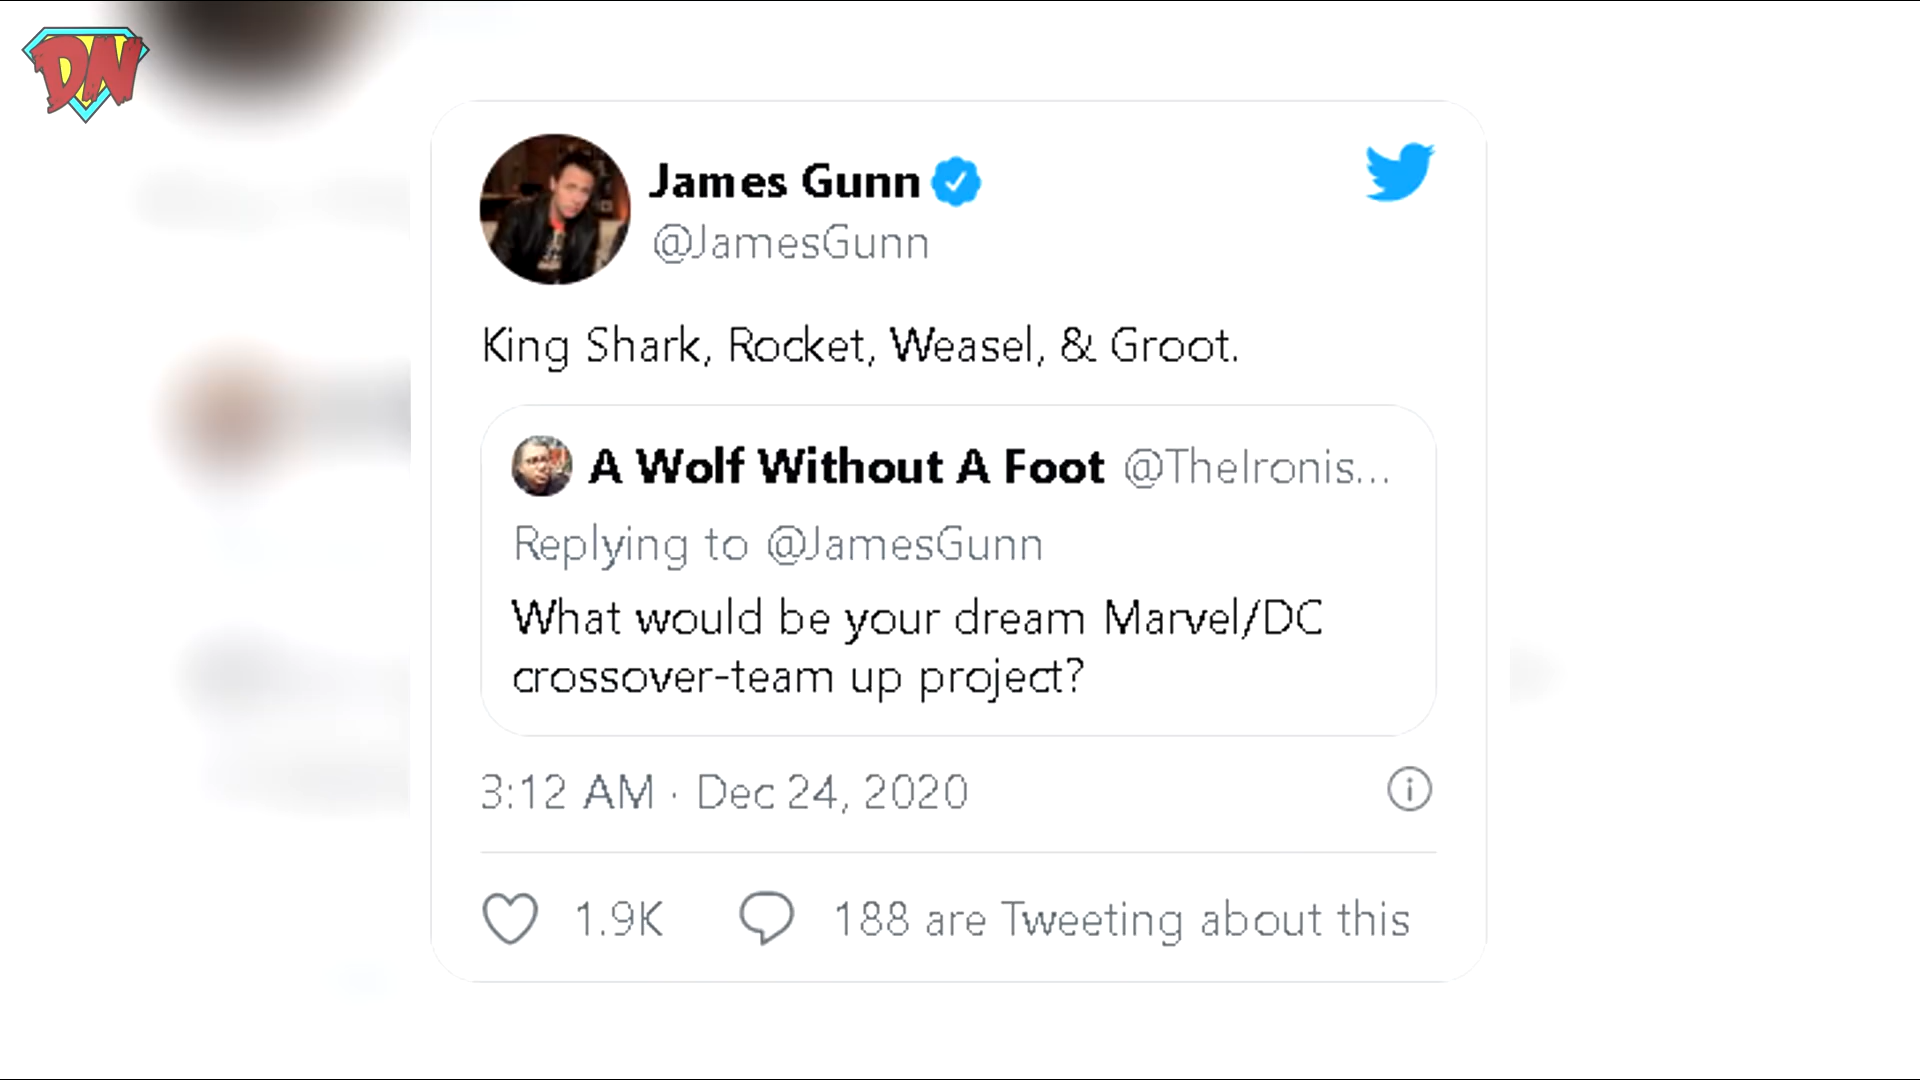 DN
James Gunn
@JamesGunn
King Shark, Rocket, Weasel, & Groot.
A Wolf Without A Foot @TheIronis...
Replying to @JamesGunn
What would be your dream Marvel/DC
crossover-team up project?
3:12 AM · Dec 24, 2020
1.9K 188 are Tweeting about this